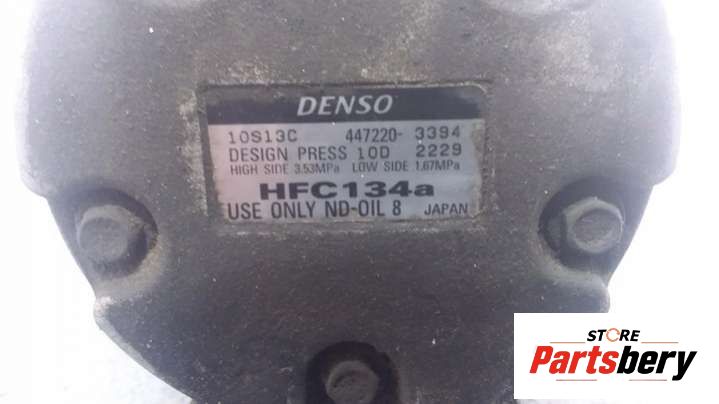 DENSO
10S13C 447220- 3394
DESIGN PRESS 10D 2229
HIGH SIDE 3.53MPa LOW SIDE 1.67MPa
HFC134a
USE ONLY ND-OIL 8 JAPAN
STORE
Partsbery